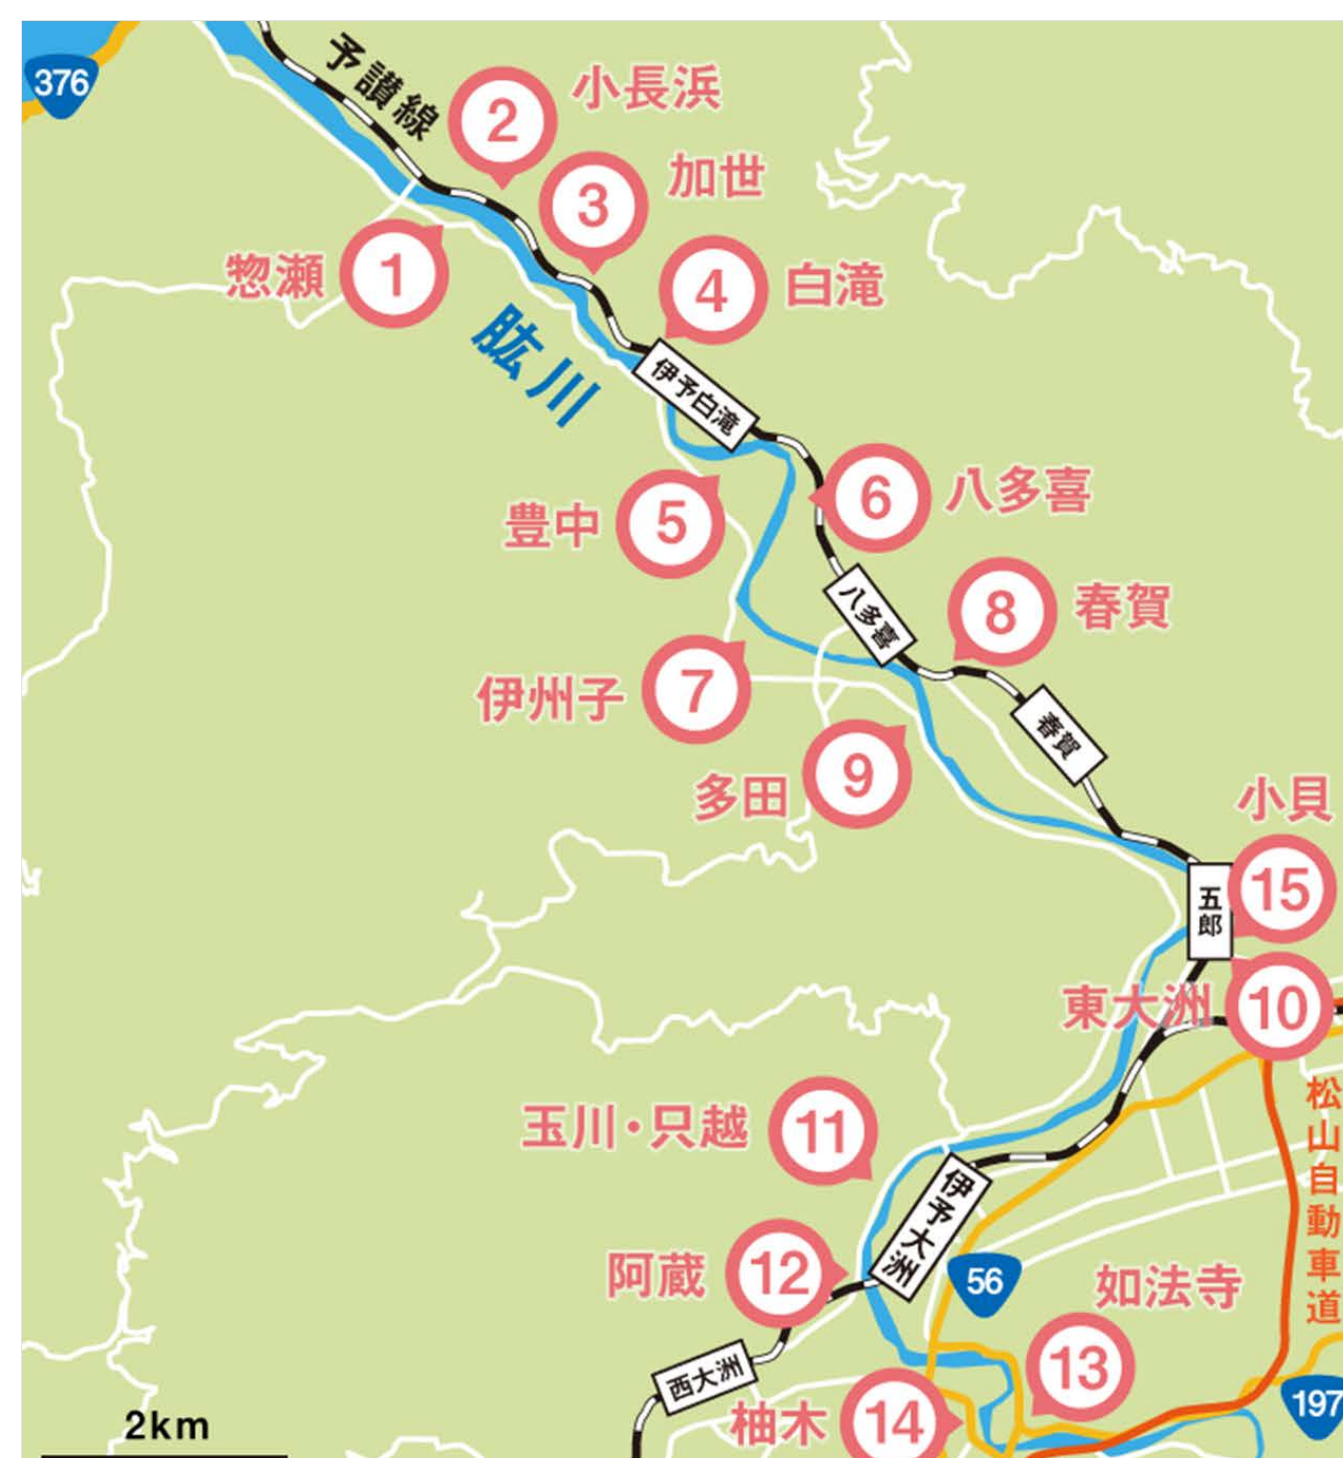 376
予讃線
2
小長浜
3
加世
惣瀬
1
4
白滝
肱川
伊予白滝
豊中
5
6
八多喜
八多喜
8
春賀
伊州子
7
春賀
多田
9
小貝
15
五郎
東大洲
10
玉川・只越
11
松山自動車道
伊予大洲
阿蔵
12
56
如法寺
13
西大洲
柚木
14
197
2km